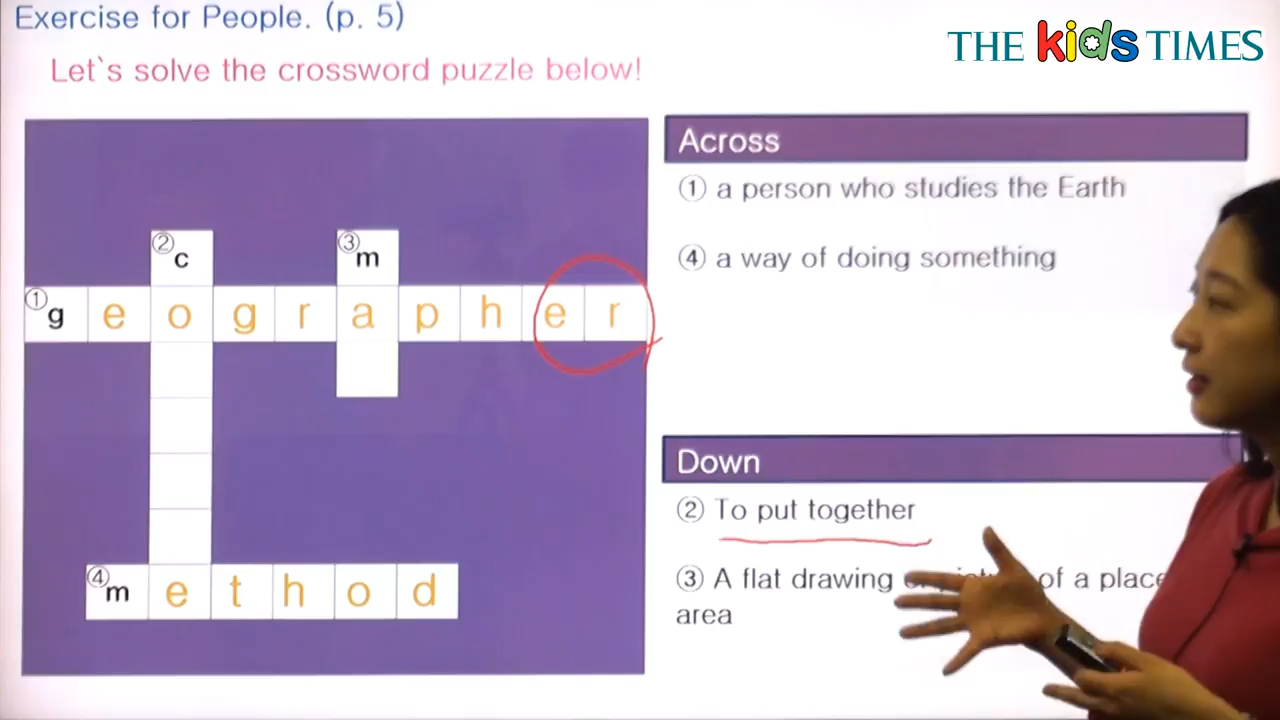 Exercise for People. (p. 5)
THE kids TIMES
Let`s solve the crossword puzzle below!
② c
③ m
① g e o g r a p h e r
④ m e t h o d
Across
① a person who studies the Earth
④ a way of doing something
Down
② To put together
③ A flat drawing of a place
area